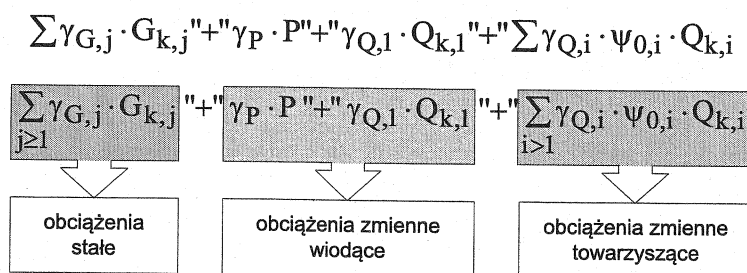 ∑γG,j · Gk,j "+" γP · P "+" γQ,1 · Qk,1 "+" ∑γQ,i · ψ0,i · Qk,i
∑γG,j · Gk,j "+" γP · P "+" γQ,1 · Qk,1 "+" ∑γQ,i · ψ0,i · Qk,i
j≥1 i>1
obciążenia stałe
obciążenia zmienne wiodące
obciążenia zmienne towarzyszące